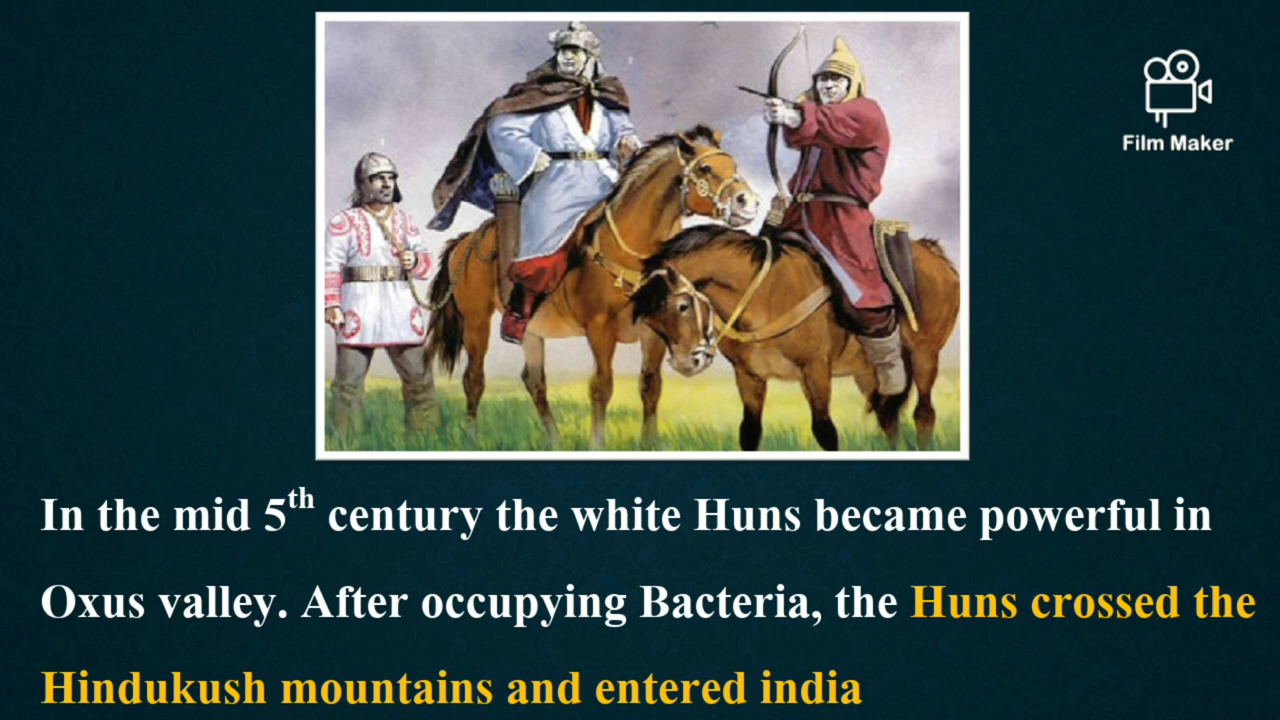 Film Maker
In the mid 5th century the white Huns became powerful in
Oxus valley. After occupying Bacteria, the Huns crossed the
Hindukush mountains and entered india